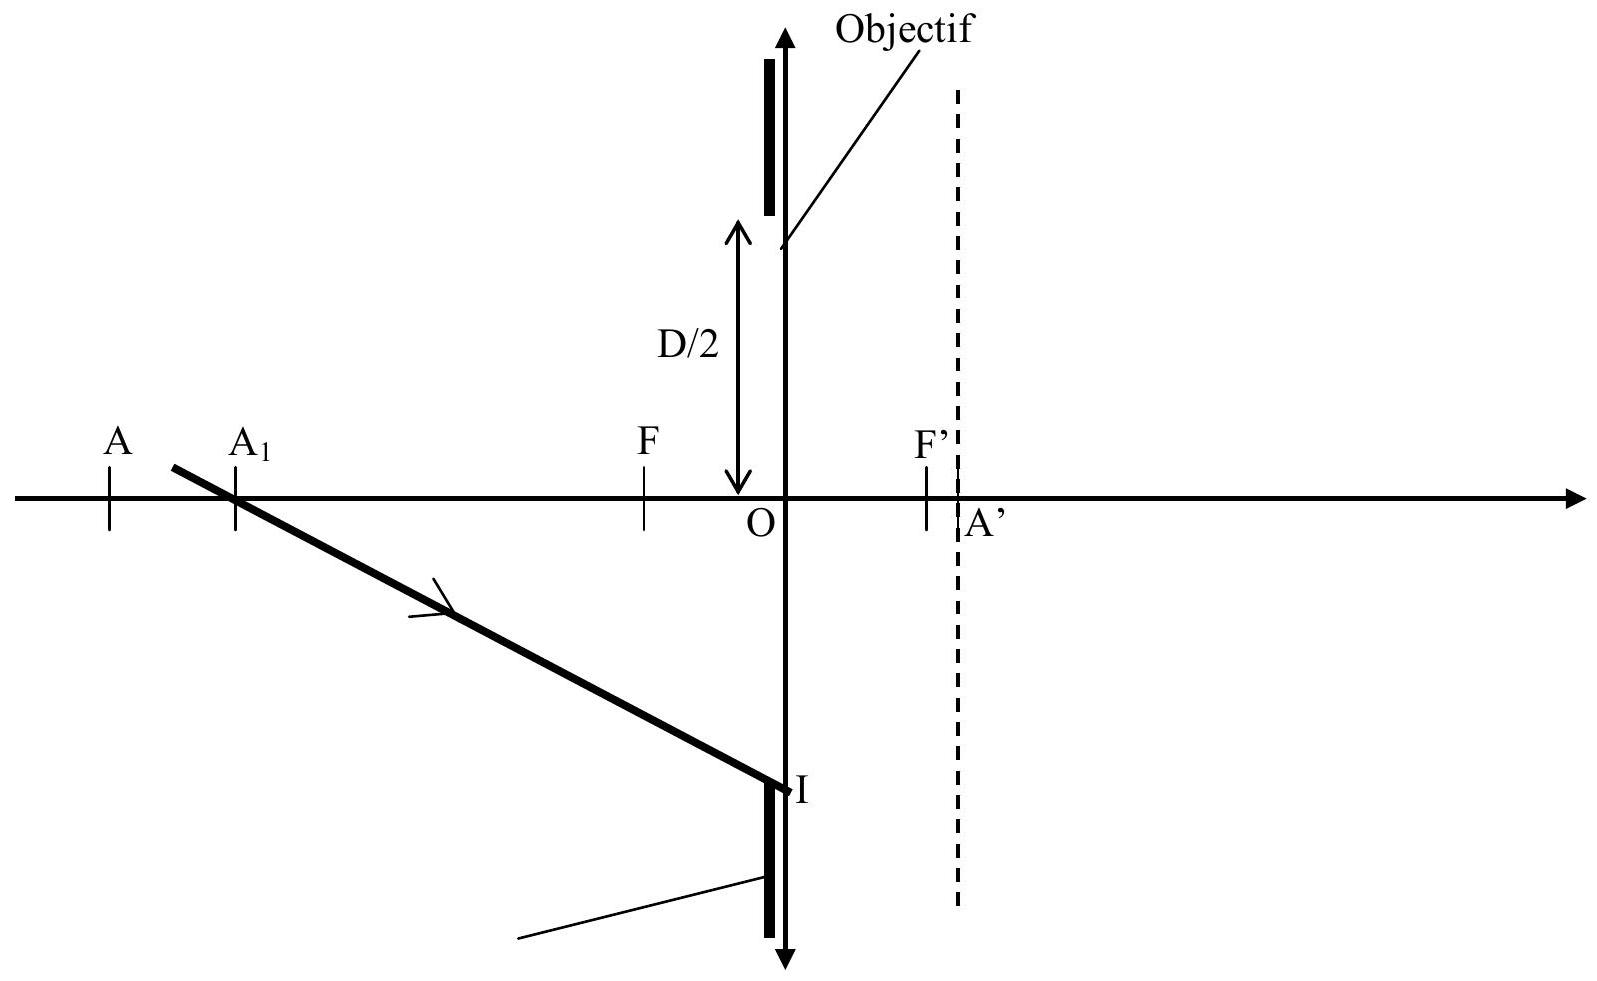 Objectif
D/2
A
A₁
F
F’
O
A’
I